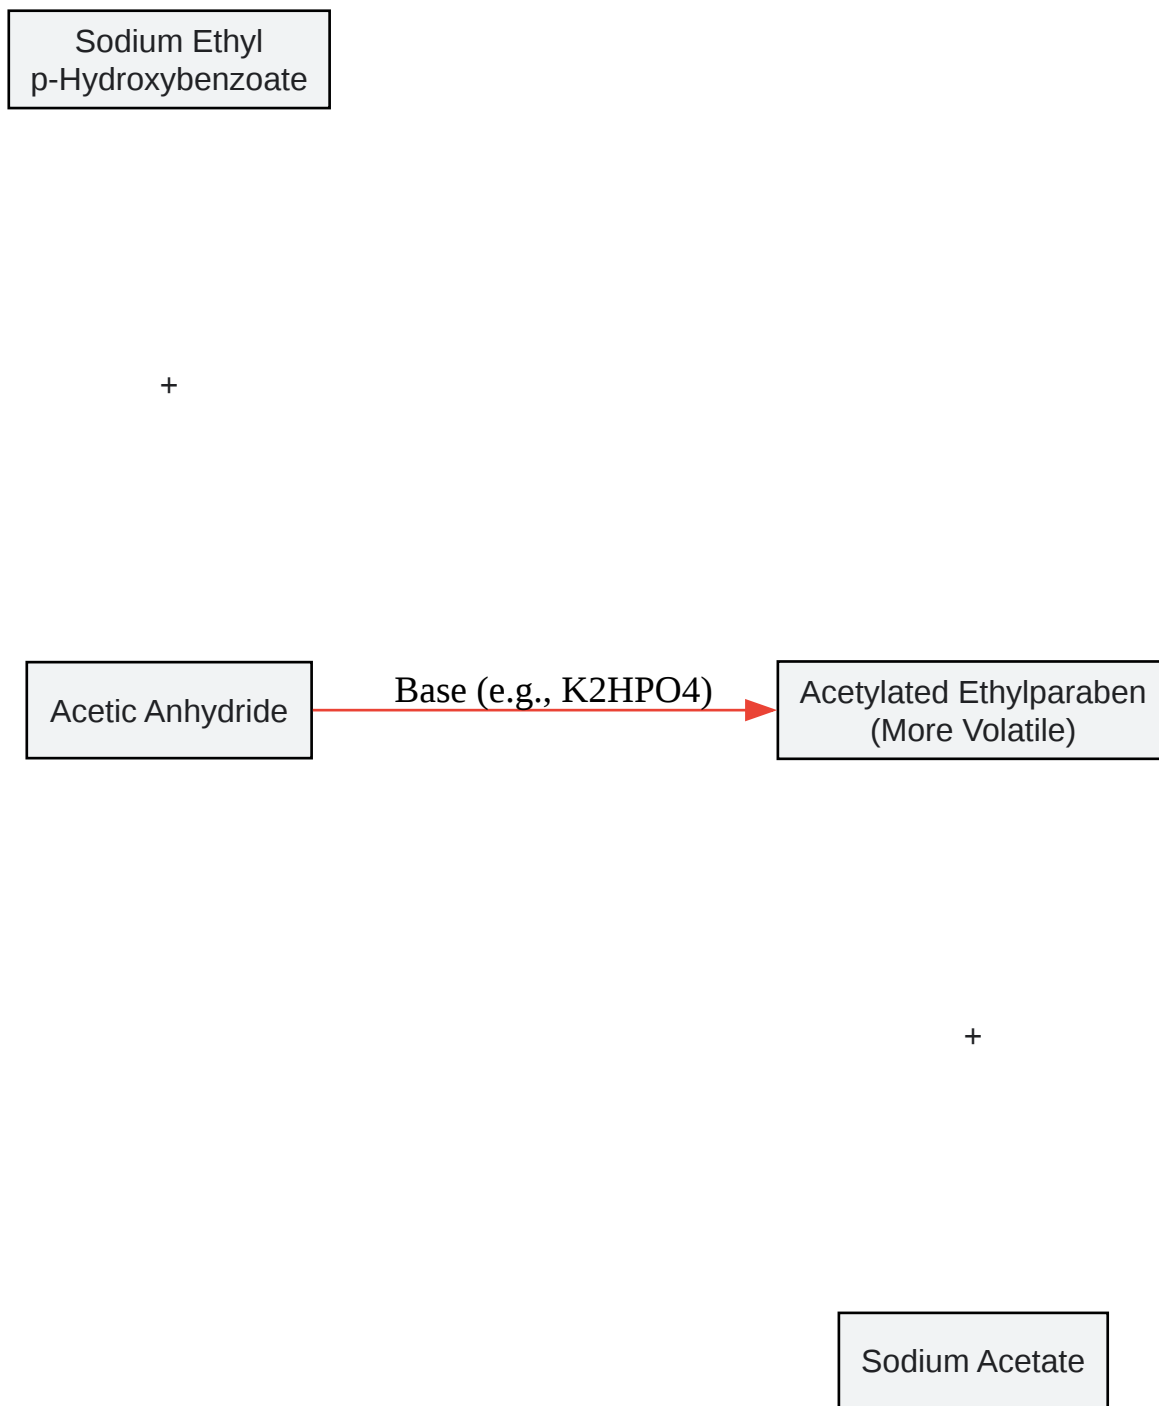 Sodium Ethyl
p-Hydroxybenzoate
+
Acetic Anhydride
Base (e.g., K2HPO4)
Acetylated Ethylparaben
(More Volatile)
+
Sodium Acetate